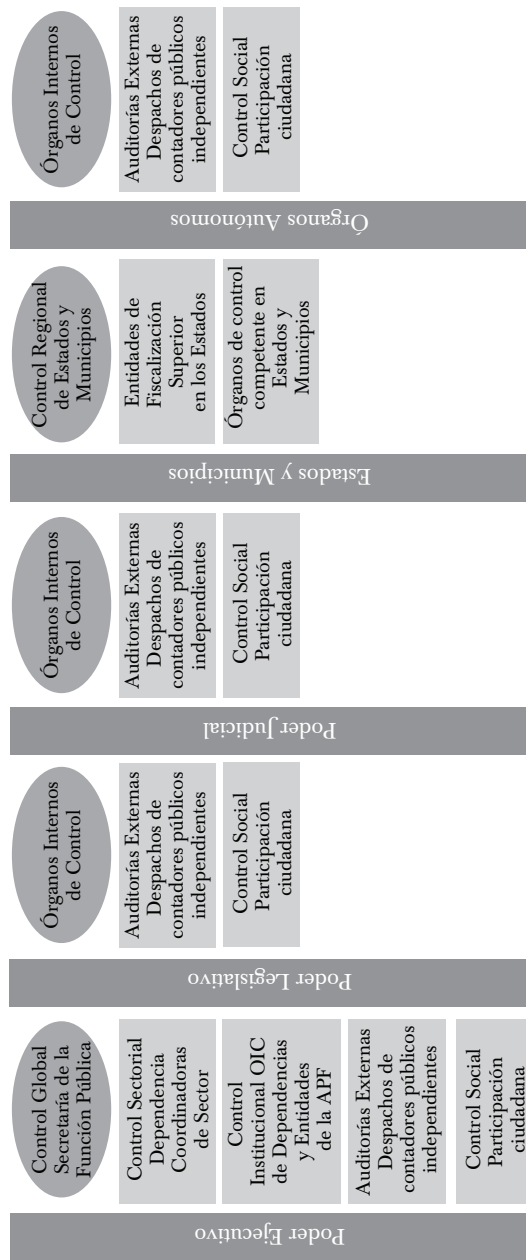 Poder Ejecutivo
Control Global
Secretaría de la
Función Pública
Control Sectorial
Dependencia
Coordinadoras
de Sector
Control
Institucional OIC
de Dependencias
y Entidades
de la APF
Auditorías Externas
Despachos de
contadores públicos
independientes
Control Social
Participación
ciudadana
Poder Legislativo
Órganos Internos
de Control
Auditorías Externas
Despachos de
contadores públicos
independientes
Control Social
Participación
ciudadana
Poder Judicial
Órganos Internos
de Control
Auditorías Externas
Despachos de
contadores públicos
independientes
Control Social
Participación
ciudadana
Estados y Municipios
Control Regional
de Estados y
Municipios
Entidades de
Fiscalización
Superior
en los Estados
Órganos de control
competente en
Estados y
Municipios
Órganos Autónomos
Órganos Internos
de Control
Auditorías Externas
Despachos de
contadores públicos
independientes
Control Social
Participación
ciudadana